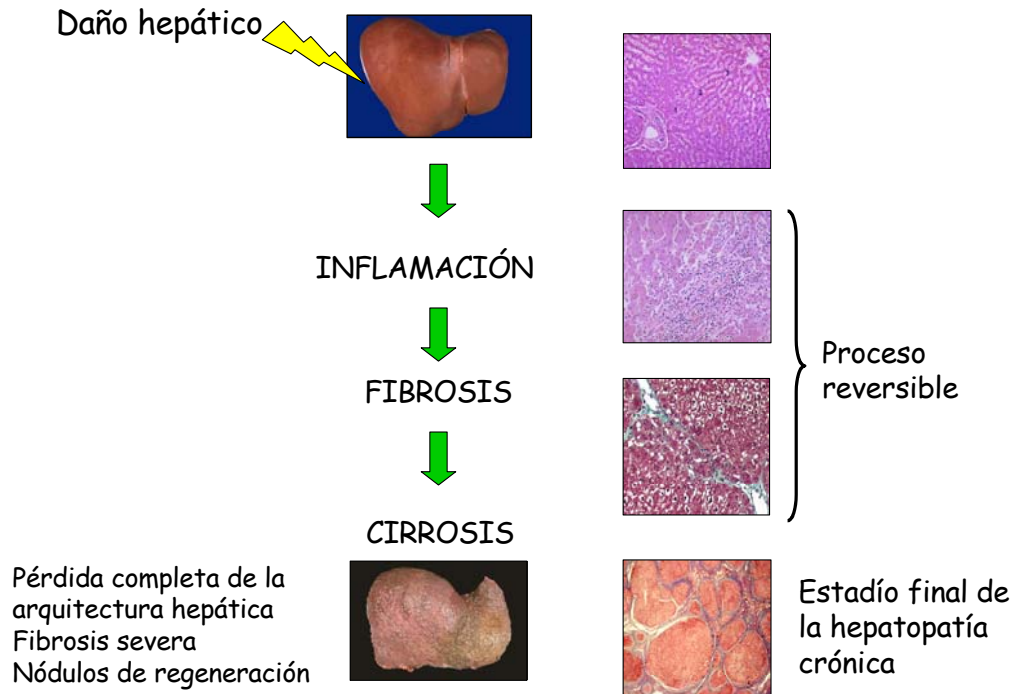 Daño hepático
INFLAMACIÓN
FIBROSIS
Proceso
reversible
CIRROSIS
Pérdida completa de la
arquitectura hepática
Fibrosis severa
Nódulos de regeneración
Estadío final de
la hepatopatía
crónica